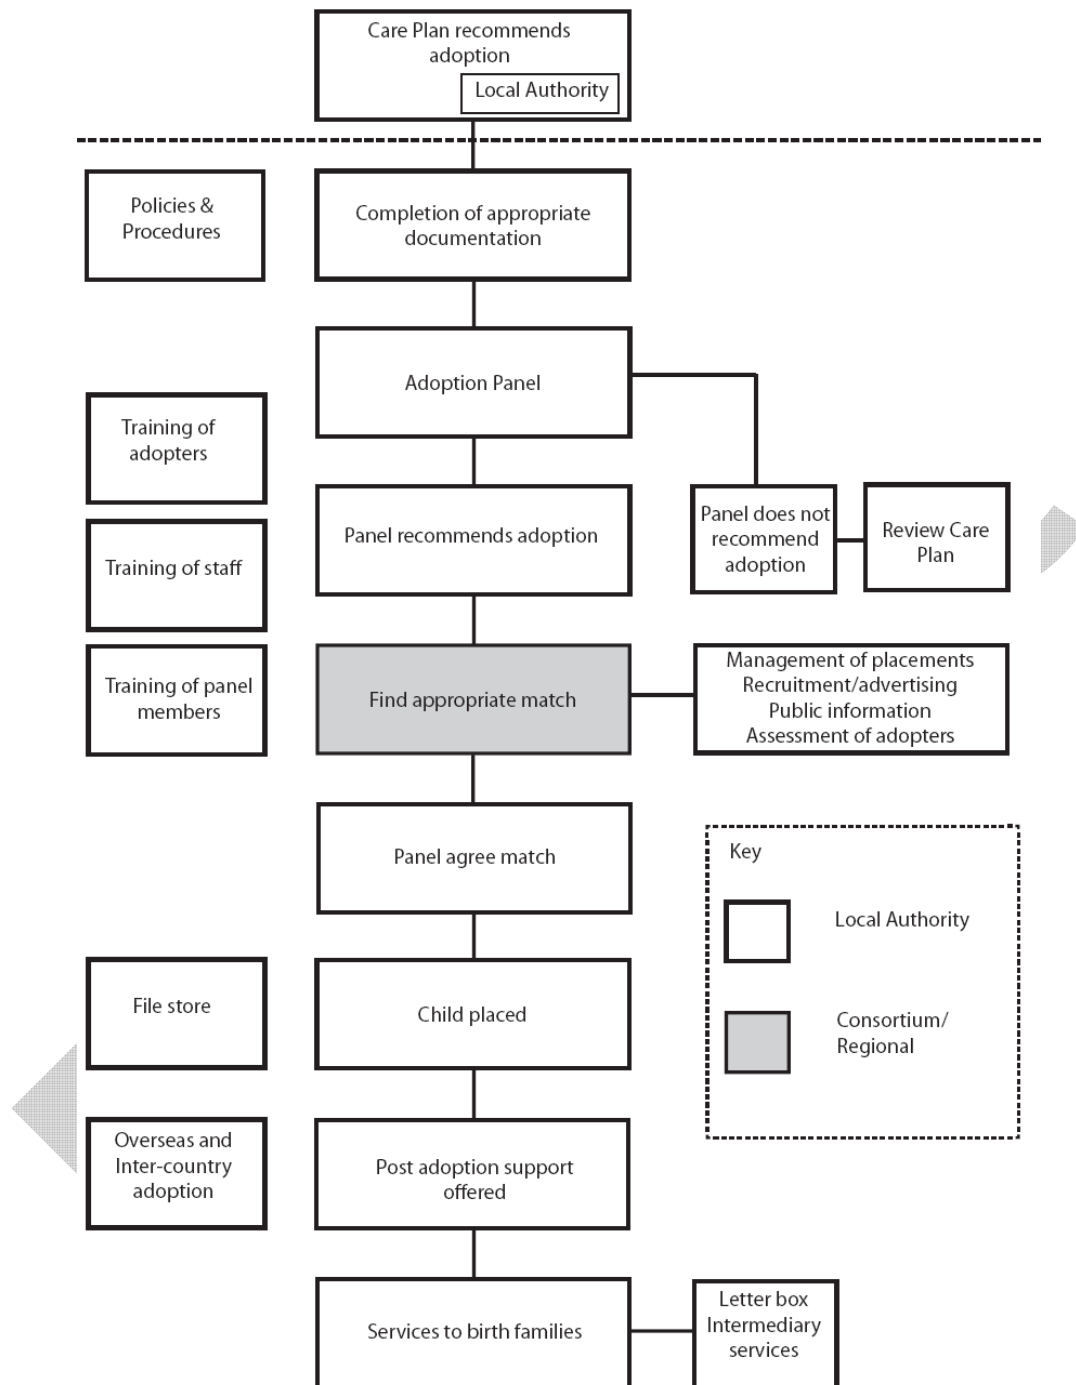 Care Plan recommends
adoption
Local Authority
Policies &
Procedures
Completion of appropriate
documentation
Adoption Panel
Training of
adopters
Panel recommends adoption
Panel does not
recommend
adoption
Review Care
Plan
Training of staff
Training of panel
members
Find appropriate match
Management of placements
Recruitment/advertising
Public information
Assessment of adopters
Panel agree match
Key
Local Authority
Consortium/
Regional
File store
Child placed
Overseas and
Inter-country
adoption
Post adoption support
offered
Services to birth families
Letter box
Intermediary
services